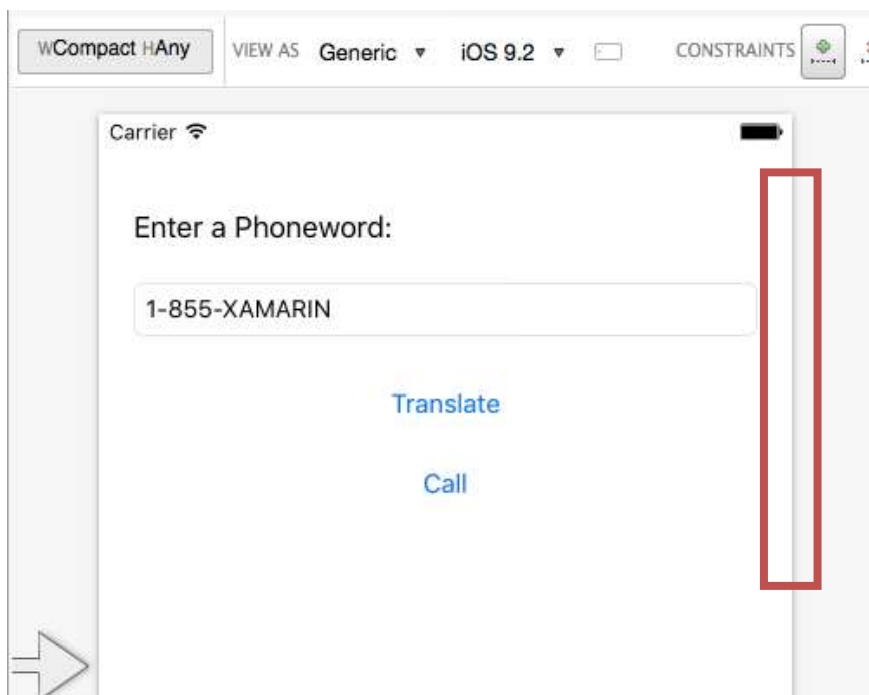 WCompact HAny VIEW AS Generic iOS 9.2 CONSTRAINTS
Carrier
Enter a Phoneword:
1-855-XAMARIN
Translate
Call